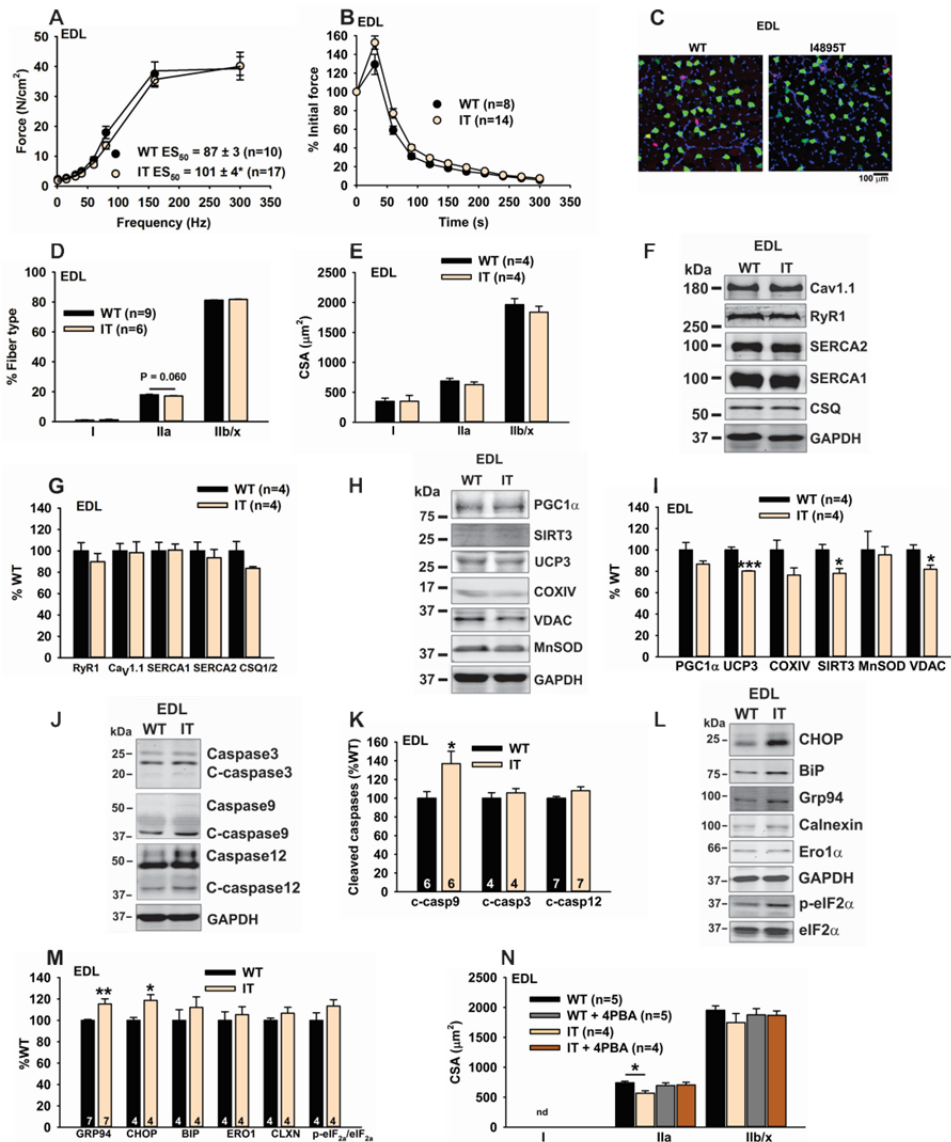 A
EDL
Force (N/cm²)
50
40
30
20
10
0
WT ES50 = 87 ± 3 (n=10)
IT ES50 = 101 ± 4* (n=17)
0 50 100 150 200 250 300 350
Frequency (Hz)
B
EDL
% Initial force
160
140
120
100
80
60
40
20
0
WT (n=8)
IT (n=14)
0 50 100 150 200 250 300 350
Time (s)
C
EDL
WT I4895T
100 μm
D
EDL
% Fiber type
100
80
60
40
20
0
WT (n=9)
IT (n=6)
P = 0.060
I IIa IIb/x
E
EDL
CSA (μm²)
2500
2000
1500
1000
500
0
WT (n=4)
IT (n=4)
I IIa IIb/x
F
EDL
kDa WT IT
180 Cav1.1
250 RyR1
100 SERCA2
100 SERCA1
50 CSQ
37 GAPDH
G
EDL
% WT
140
120
100
80
60
40
20
0
WT (n=4)
IT (n=4)
RyR1 CaV1.1 SERCA1 SERCA2 CSQ1/2
H
EDL
kDa WT IT
75 PGC1α
25 SIRT3
37 UCP3
17 COXIV
37 VDAC
25 MnSOD
37 GAPDH
I
EDL
% WT
140
120
100
80
60
40
20
0
WT (n=4)
IT (n=4)
*** * *
PGC1α UCP3 COXIV SIRT3 MnSOD VDAC
J
EDL
kDa WT IT
25 Caspase3
20 C-caspase3
50 Caspase9
37 C-caspase9
50 Caspase12
37 C-caspase12
37 GAPDH
K
EDL
Cleaved caspases (%WT)
160
140
120
100
80
60
40
20
0
WT
IT
*
6 6 4 4 7 7
c-casp9 c-casp3 c-casp12
L
EDL
kDa WT IT
25 CHOP
75 BiP
100 Grp94
100 Calnexin
66 Ero1α
37 GAPDH
37 p-eIF2α
37 eIF2α
M
EDL
%WT
140
120
100
80
60
40
20
0
WT
IT
** *
7 7 4 4 4 4 4 4 4 4 4 4
GRP94 CHOP BIP ERO1 CLXN p-eIF2a/eIF2a
N
EDL
CSA (μm²)
2500
2000
1500
1000
500
0
WT (n=5)
WT + 4PBA (n=5)
IT (n=4)
IT + 4PBA (n=4)
*
nd
I IIa IIb/x